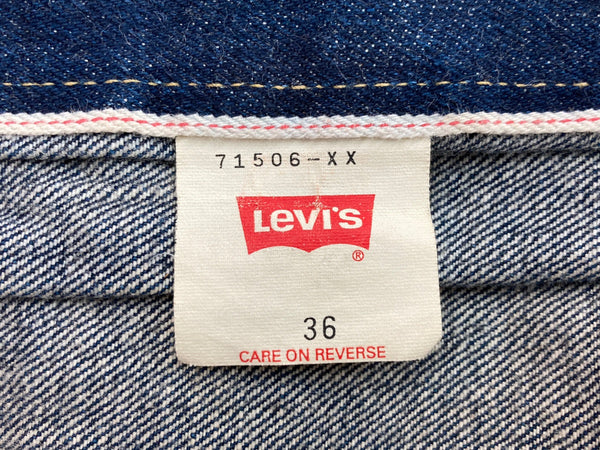 71506-XX
Levi's
®
36
CARE ON REVERSE